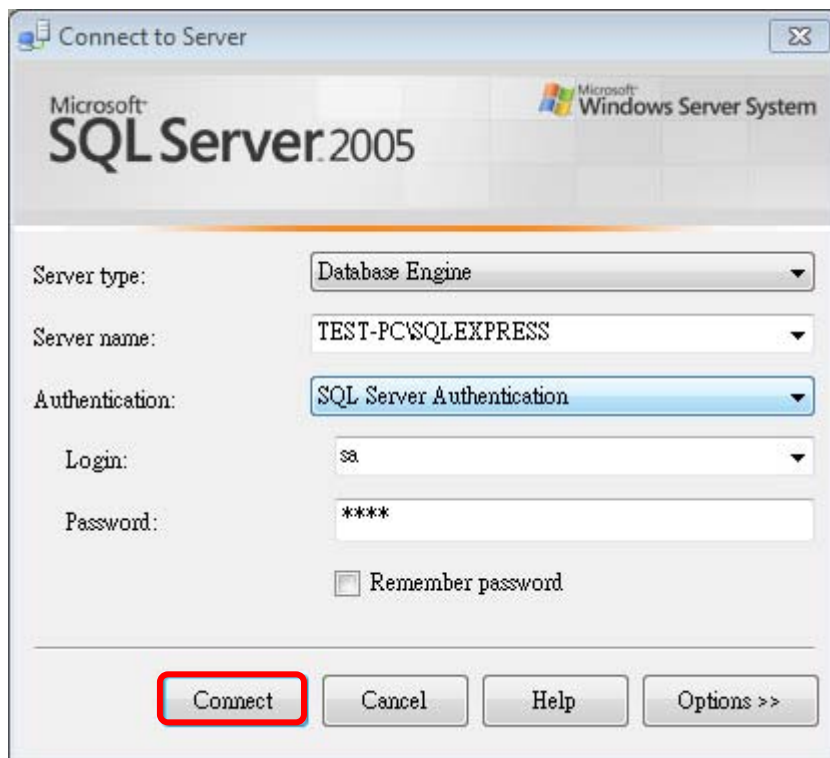 Connect to Server
Microsoft
SQL Server 2005
Microsoft
Windows Server System
Server type:
Database Engine
Server name:
TEST-PC\SQLEXPRESS
Authentication:
SQL Server Authentication
Login:
sa
Password:
****
Remember password
Connect
Cancel
Help
Options >>